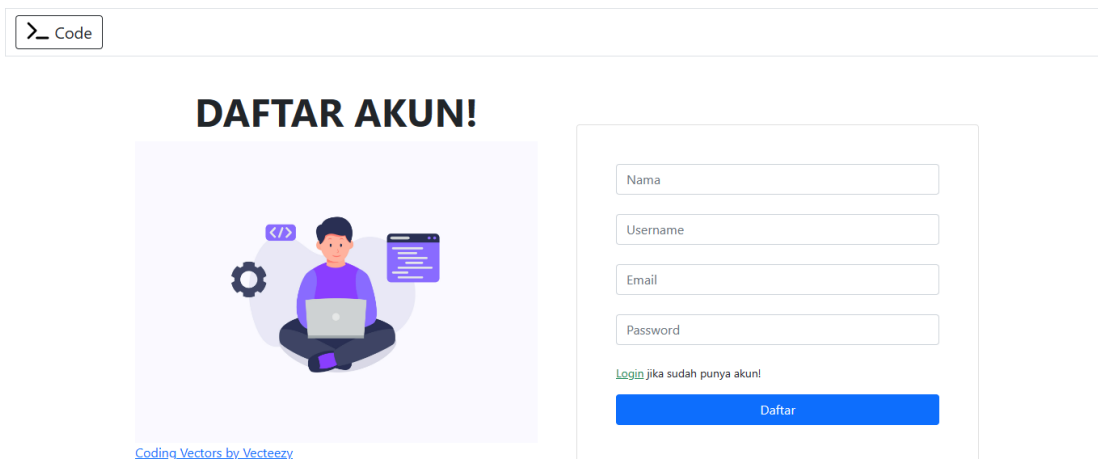 Code
DAFTAR AKUN!
</>
Coding Vectors by Vecteezy
Nama
Username
Email
Password
Login jika sudah punya akun!
Daftar